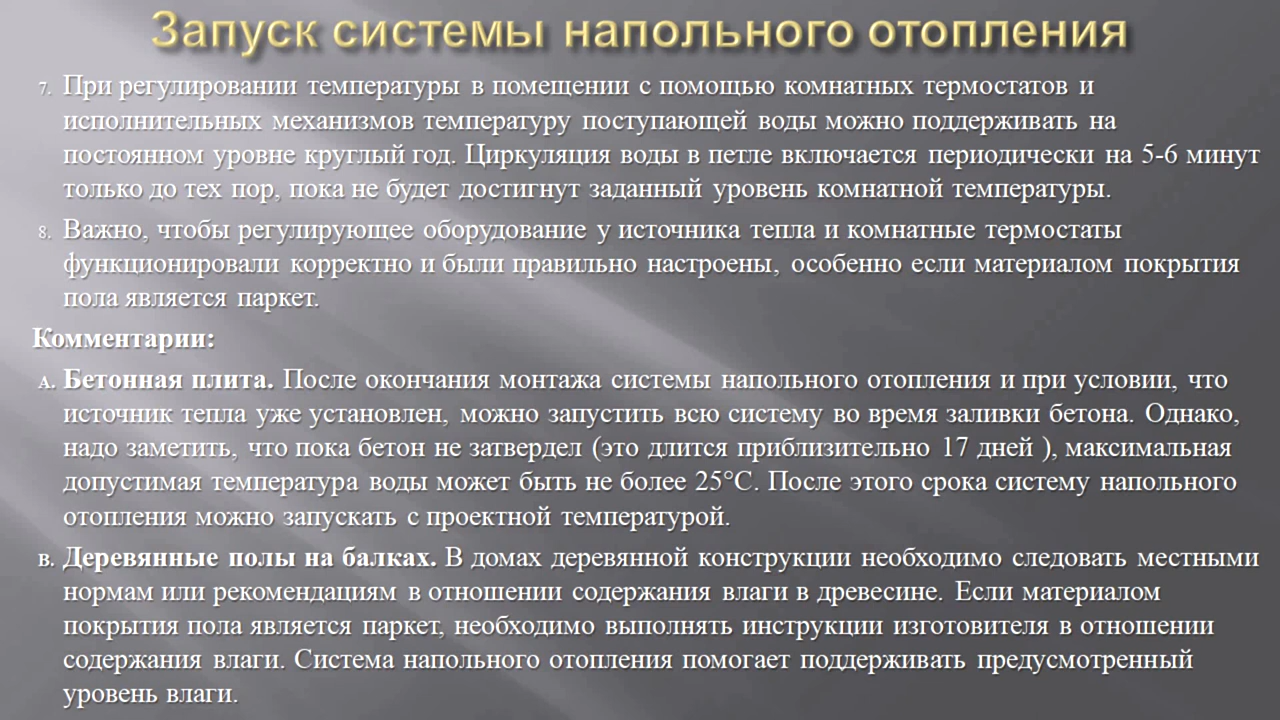 Запуск системы напольного отопления
7. При регулировании температуры в помещении с помощью комнатных термостатов и
исполнительных механизмов температуру поступающей воды можно поддерживать на
постоянном уровне круглый год. Циркуляция воды в петле включается периодически на 5-6 минут
только до тех пор, пока не будет достигнут заданный уровень комнатной температуры.
8. Важно, чтобы регулирующее оборудование у источника тепла и комнатные термостаты
функционировали корректно и были правильно настроены, особенно если материалом покрытия
пола является паркет.
Комментарии:
A. Бетонная плита. После окончания монтажа системы напольного отопления и при условии, что
источник тепла уже установлен, можно запустить всю систему во время заливки бетона. Однако,
надо заметить, что пока бетон не затвердел (это длится приблизительно 17 дней ), максимальная
допустимая температура воды может быть не более 25°С. После этого срока систему напольного
отопления можно запускать с проектной температурой.
B. Деревянные полы на балках. В домах деревянной конструкции необходимо следовать местными
нормам или рекомендациям в отношении содержания влаги в древесине. Если материалом
покрытия пола является паркет, необходимо выполнять инструкции изготовителя в отношении
содержания влаги. Система напольного отопления помогает поддерживать предусмотренный
уровень влаги.